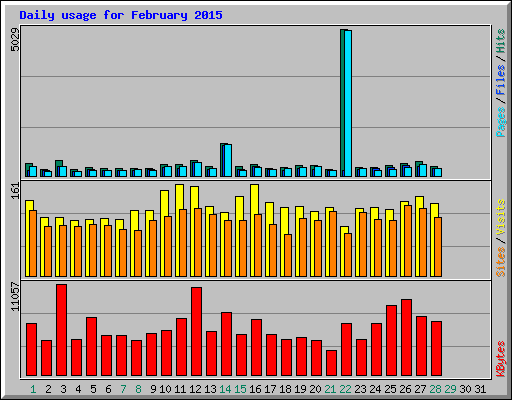 Daily usage for February 2015
5029
Pages / Files / Hits
161
Sites / Visits
11057
KBytes
1 2 3 4 5 6 7 8 9 10 11 12 13 14 15 16 17 18 19 20 21 22 23 24 25 26 27 28 29 30 31